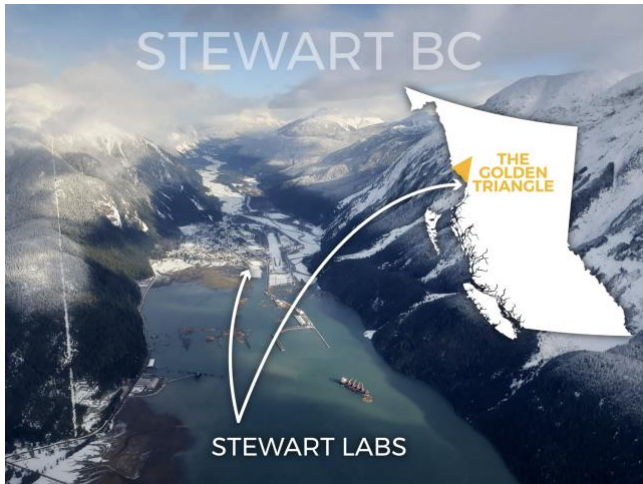 STEWART BC
THE
GOLDEN
TRIANGLE
STEWART LABS